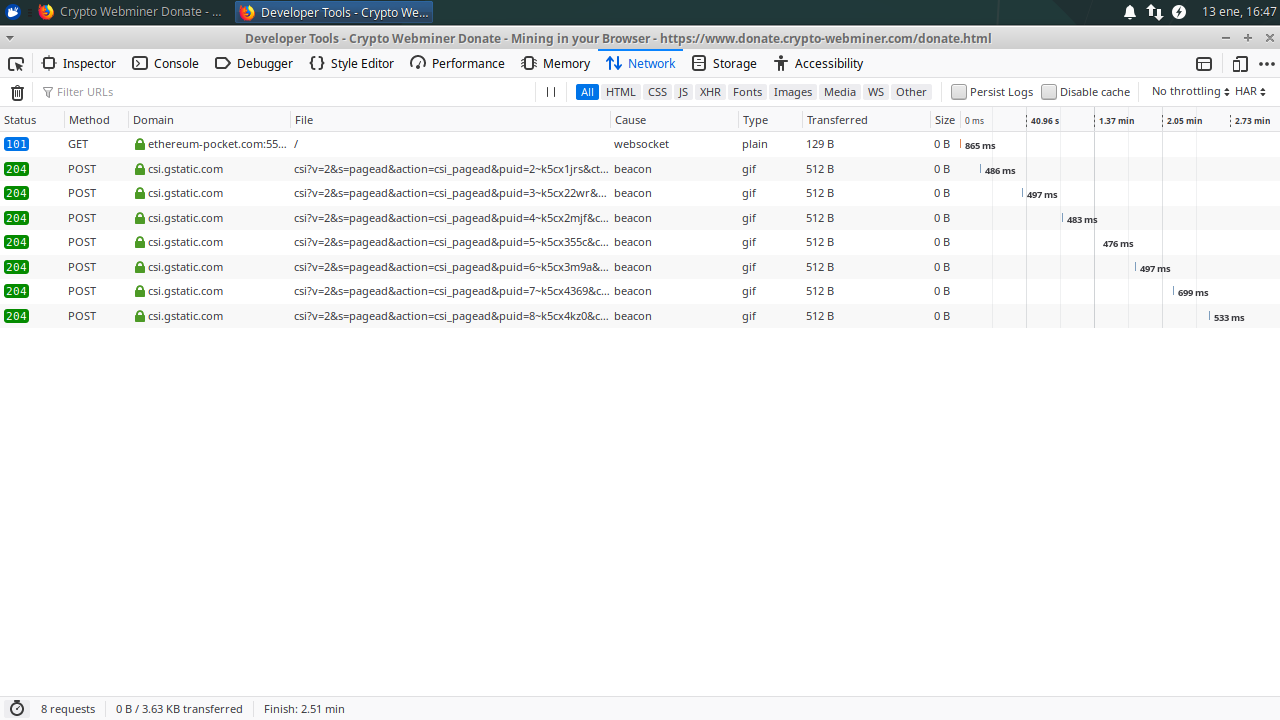 Crypto Webminer Donate - ...
Developer Tools - Crypto We...
13 ene, 16:47
Developer Tools - Crypto Webminer Donate - Mining in your Browser - https://www.donate.crypto-webminer.com/donate.html
Inspector Console Debugger Style Editor Performance Memory Network Storage Accessibility
Filter URLs All HTML CSS JS XHR Fonts Images Media WS Other Persist Logs Disable cache No throttling HAR
Status Method Domain File Cause Type Transferred Size 0 ms 40.96 s 1.37 min 2.05 min 2.73 min
101 GET ethereum-pocket.com:55... / websocket plain 129 B 0 B 865 ms
204 POST csi.gstatic.com csi?v=2&s=pagead&action=csi_pagead&puid=2~k5cx1jrs&ct... beacon gif 512 B 0 B 486 ms
204 POST csi.gstatic.com csi?v=2&s=pagead&action=csi_pagead&puid=3~k5cx22wr&... beacon gif 512 B 0 B 497 ms
204 POST csi.gstatic.com csi?v=2&s=pagead&action=csi_pagead&puid=4~k5cx2mjf&c... beacon gif 512 B 0 B 483 ms
204 POST csi.gstatic.com csi?v=2&s=pagead&action=csi_pagead&puid=5~k5cx355c&c... beacon gif 512 B 0 B 476 ms
204 POST csi.gstatic.com csi?v=2&s=pagead&action=csi_pagead&puid=6~k5cx3m9a&... beacon gif 512 B 0 B 497 ms
204 POST csi.gstatic.com csi?v=2&s=pagead&action=csi_pagead&puid=7~k5cx4369&c... beacon gif 512 B 0 B 699 ms
204 POST csi.gstatic.com csi?v=2&s=pagead&action=csi_pagead&puid=8~k5cx4kz0&c... beacon gif 512 B 0 B 533 ms
8 requests 0 B / 3.63 KB transferred Finish: 2.51 min